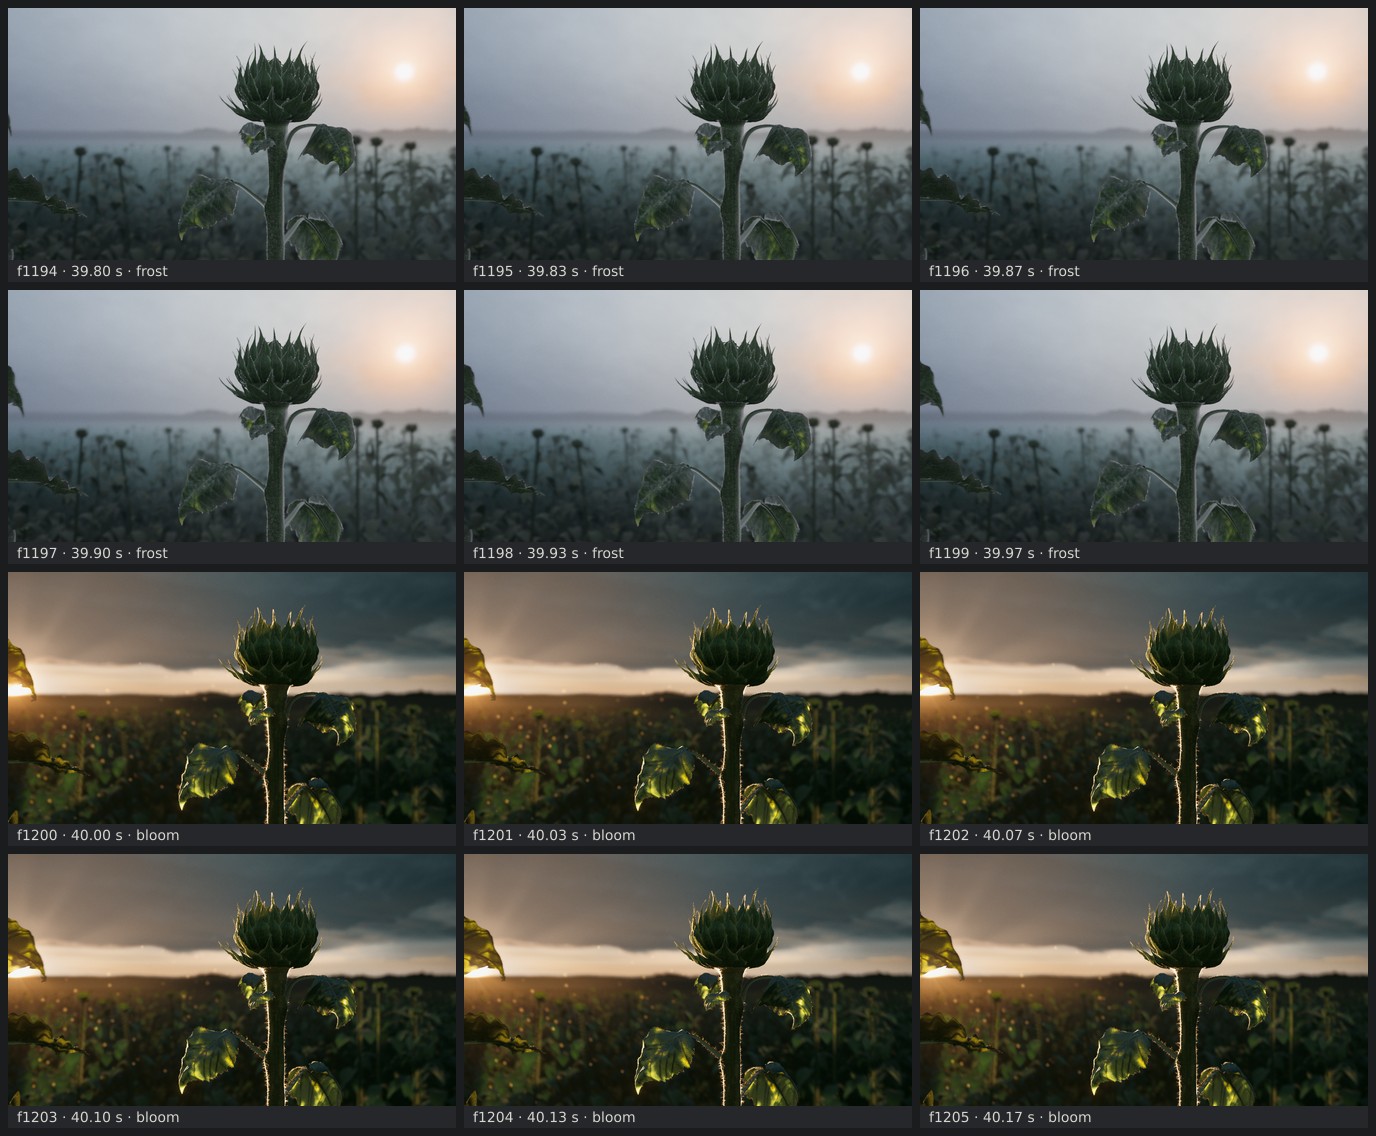 f1194 · 39.80 s · frost
f1195 · 39.83 s · frost
f1196 · 39.87 s · frost
f1197 · 39.90 s · frost
f1198 · 39.93 s · frost
f1199 · 39.97 s · frost
f1200 · 40.00 s · bloom
f1201 · 40.03 s · bloom
f1202 · 40.07 s · bloom
f1203 · 40.10 s · bloom
f1204 · 40.13 s · bloom
f1205 · 40.17 s · bloom